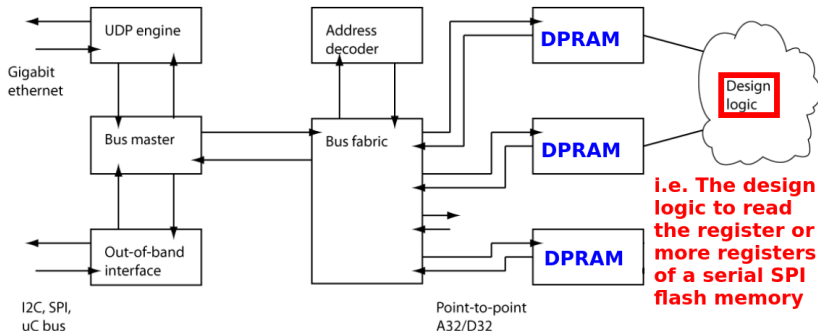 UDP engine
Gigabit
ethernet
Address
decoder
DPRAM
Design
logic
Bus master
Bus fabric
DPRAM
i.e. The design
logic to read
the register or
more registers
of a serial SPI
flash memory
Out-of-band
interface
DPRAM
I2C, SPI,
uC bus
Point-to-point
A32/D32